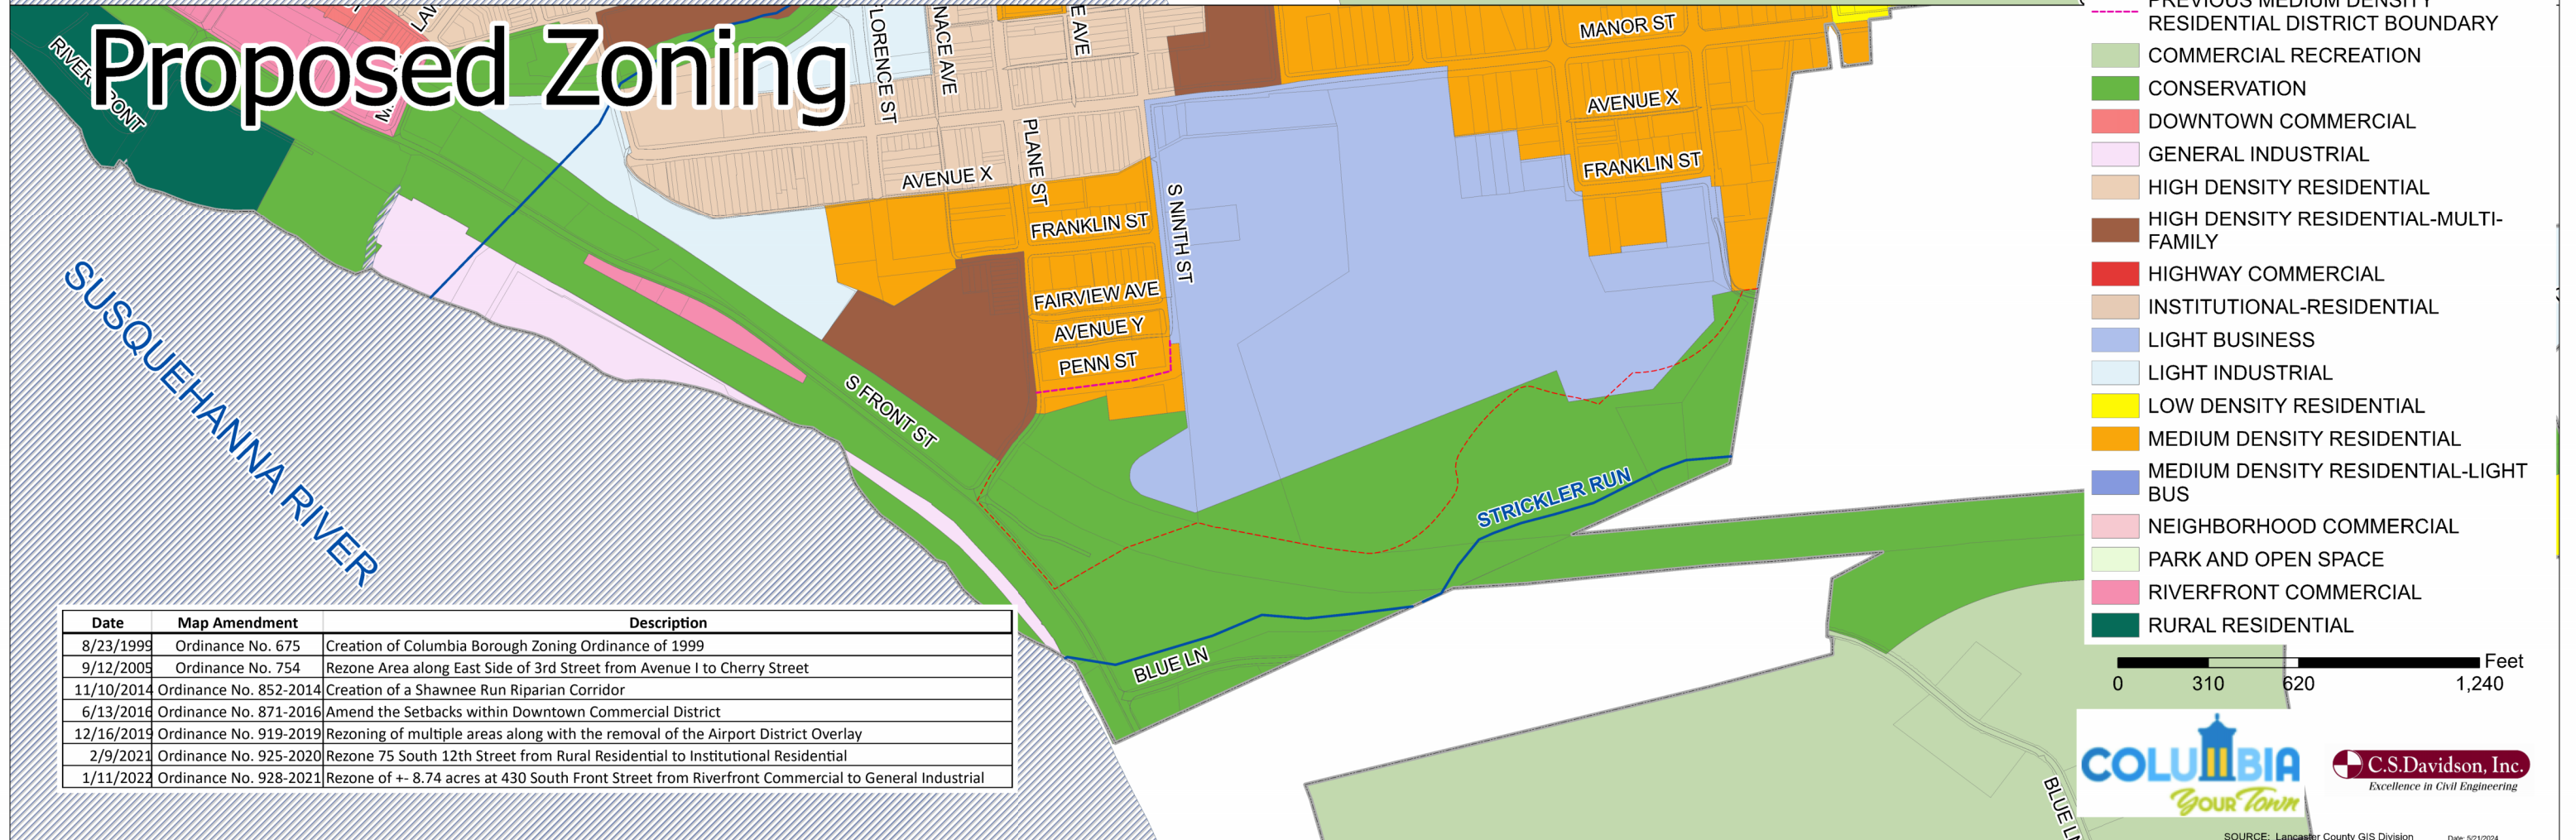 Proposed Zoning
RIVERFRONT
LORENCE ST
NACE AVE
E AVE
PLANE ST
AVENUE X
FRANKLIN ST
FAIRVIEW AVE
AVENUE Y
PENN ST
S NINTH ST
S FRONT ST
MANOR ST
AVENUE X
FRANKLIN ST
SUSQUEHANNA RIVER
STRICKLER RUN
BLUE LN
BLUE LN
Date Map Amendment Description
8/23/1999 Ordinance No. 675 Creation of Columbia Borough Zoning Ordinance of 1999
9/12/2005 Ordinance No. 754 Rezone Area along East Side of 3rd Street from Avenue I to Cherry Street
11/10/2014 Ordinance No. 852-2014 Creation of a Shawnee Run Riparian Corridor
6/13/2016 Ordinance No. 871-2016 Amend the Setbacks within Downtown Commercial District
12/16/2019 Ordinance No. 919-2019 Rezoning of multiple areas along with the removal of the Airport District Overlay
2/9/2021 Ordinance No. 925-2020 Rezone 75 South 12th Street from Rural Residential to Institutional Residential
1/11/2022 Ordinance No. 928-2021 Rezone of +- 8.74 acres at 430 South Front Street from Riverfront Commercial to General Industrial
PREVIOUS MEDIUM DENSITY
RESIDENTIAL DISTRICT BOUNDARY
COMMERCIAL RECREATION
CONSERVATION
DOWNTOWN COMMERCIAL
GENERAL INDUSTRIAL
HIGH DENSITY RESIDENTIAL
HIGH DENSITY RESIDENTIAL-MULTI-
FAMILY
HIGHWAY COMMERCIAL
INSTITUTIONAL-RESIDENTIAL
LIGHT BUSINESS
LIGHT INDUSTRIAL
LOW DENSITY RESIDENTIAL
MEDIUM DENSITY RESIDENTIAL
MEDIUM DENSITY RESIDENTIAL-LIGHT
BUS
NEIGHBORHOOD COMMERCIAL
PARK AND OPEN SPACE
RIVERFRONT COMMERCIAL
RURAL RESIDENTIAL
Feet
0 310 620 1,240
COLUMBIA
YOUR Town
C.S.Davidson, Inc.
Excellence in Civil Engineering
SOURCE: Lancaster County GIS Division
Date: 5/21/2024